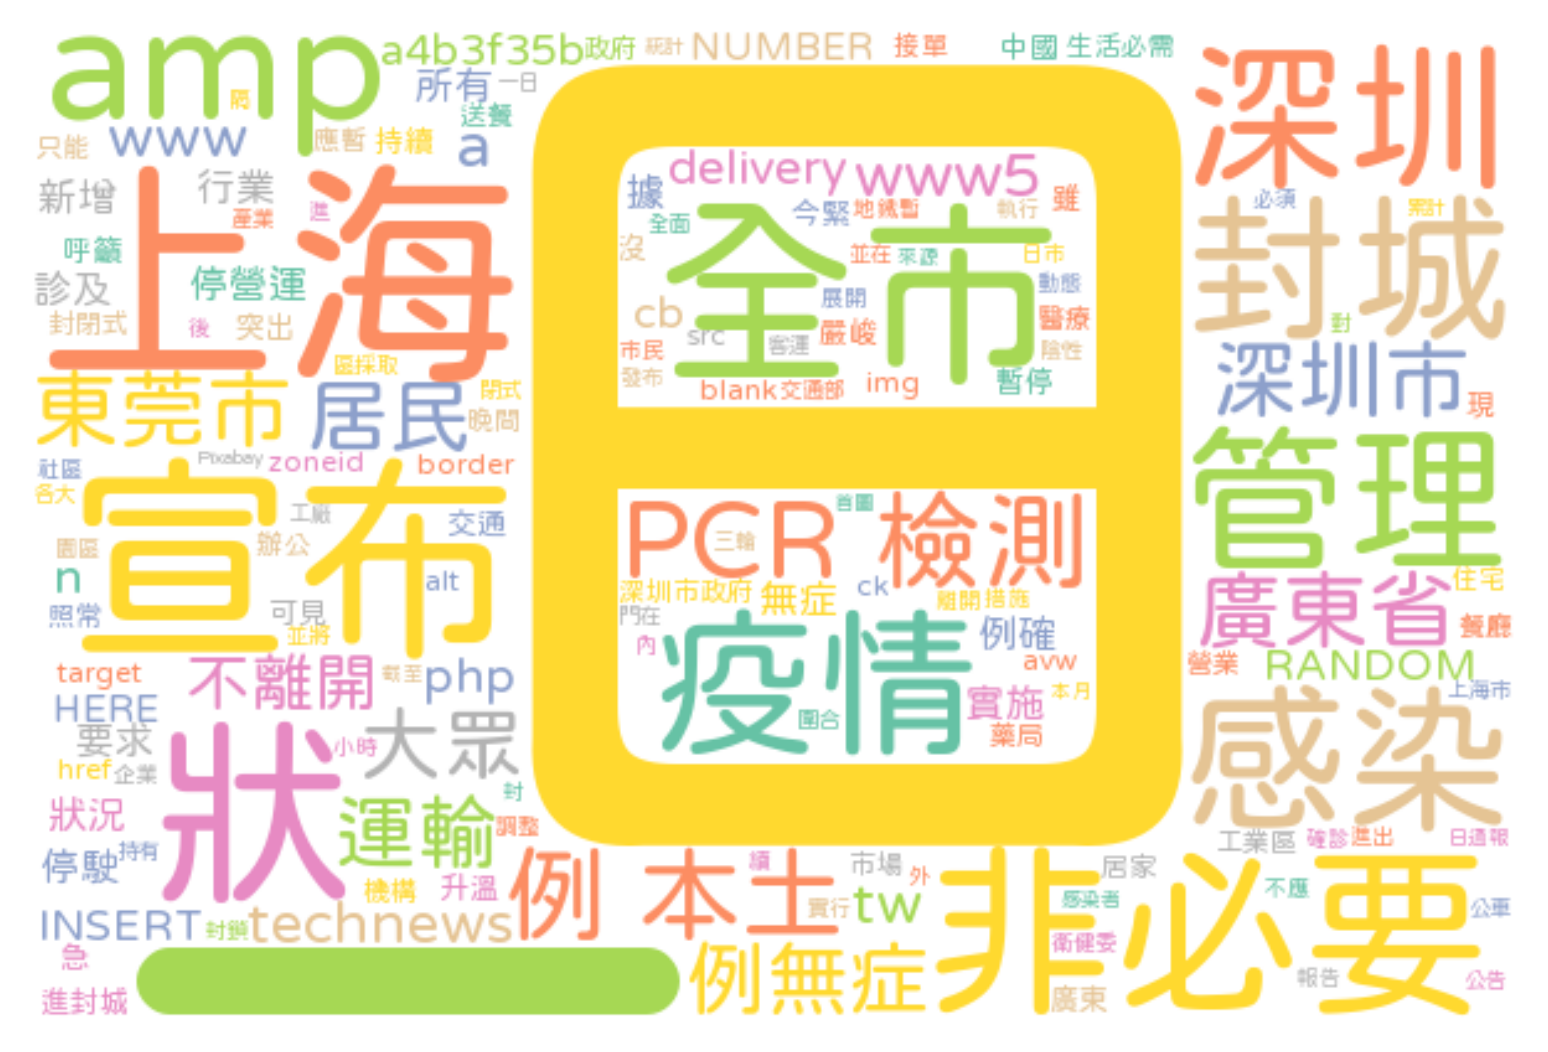 amp
a4b3f35b
政府
統計
NUMBER
接單
中國
生活必需
深圳
隔
所有
一日
送餐
只能
www
應暫
持續
a
日
delivery
www5
據
全面
今緊
地鐵暫
執行
雖
必須
累計
新增
行業
產業
進
上海
呼籲
停營運
診及
封閉式
後
突出
沒
全市
並在
來源
日市
cb
src
展開
動態
客運
嚴峻
醫療
市民
陰性
發布
blank
交通部
img
暫停
封城
對
區採取
東莞市
居民
閉式
晚間
深圳市
現
社區
Pixabay
zoneid
border
各大
宣布
工廠
交通
園區
辦公
n
alt
照常
可見
並將
PCR
三輪
首圖
檢測
深圳市政府
無症
ck
離開
措施
門在
內
疫情
例確
avw
圍合
實施
本月
藥局
管理
廣東省
住宅
餐廳
營業
RANDOM
上海市
target
不離開
截至
php
HERE
要求
狀
小時
大眾
href
企業
封
感染
狀況
運輸
調整
停駛
持有
機構
升溫
工業區
確診
進出
日通報
INSERT
封鎖
technews
例
本土
續
市場
外
實行
tw
非必要
居家
感染者
不應
公車
衛健委
急
進封城
一
例無症
廣東
報告
公告